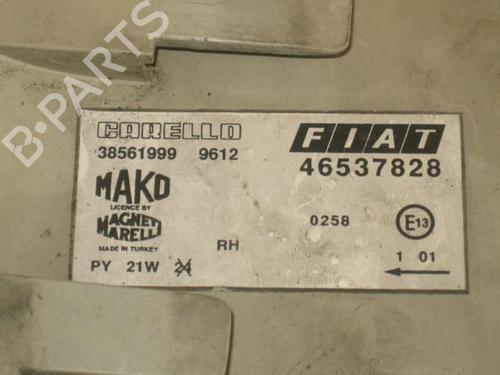 B-PARTS
CARELLO
FIAT
38561999 9612
46537828
MAKO
LICENCE BY
MAGNETI
MARELLI
MADE IN TURKEY
0258
E13
RH
PY 21W 24
1 01